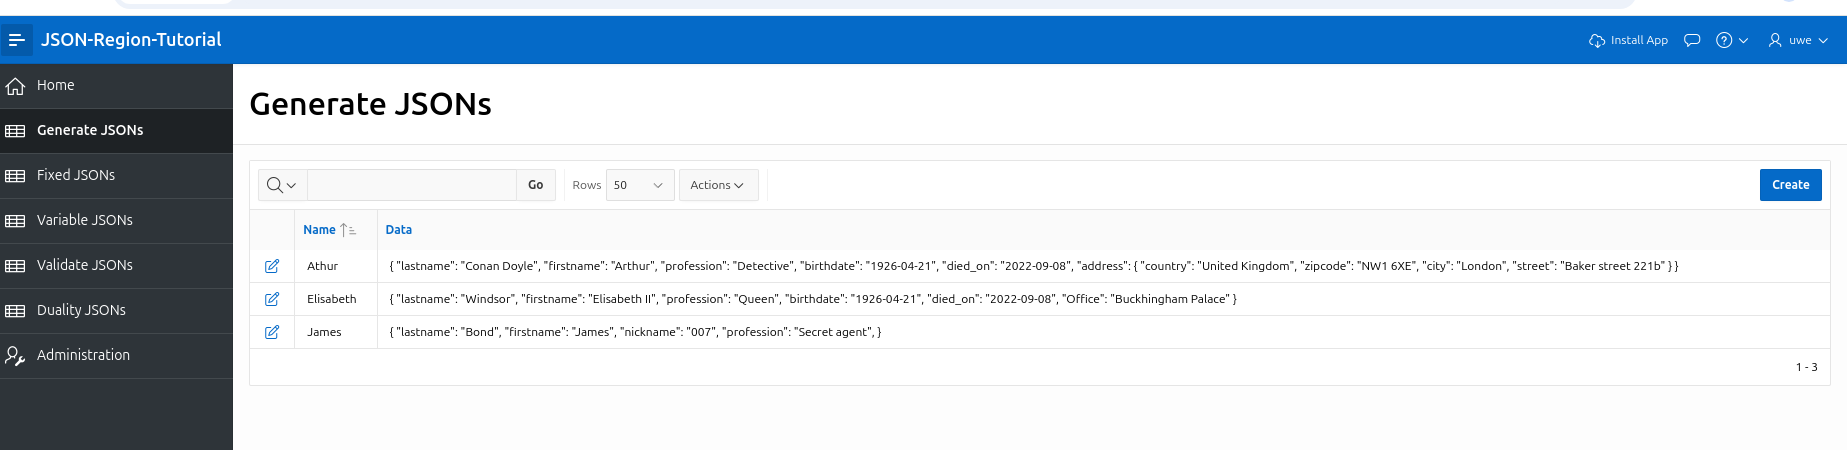 JSON-Region-Tutorial
Install App
uwe
Home
Generate JSONs
Fixed JSONs
Variable JSONs
Validate JSONs
Duality JSONs
Administration
Generate JSONs
Go Rows 50 Actions Create
Name Data
Athur { "lastname": "Conan Doyle", "firstname": "Arthur", "profession": "Detective", "birthdate": "1926-04-21", "died_on": "2022-09-08", "address": { "country": "United Kingdom", "zipcode": "NW1 6XE", "city": "London", "street": "Baker street 221b" } }
Elisabeth { "lastname": "Windsor", "firstname": "Elisabeth II", "profession": "Queen", "birthdate": "1926-04-21", "died_on": "2022-09-08", "Office": "Buckhingham Palace" }
James { "lastname": "Bond", "firstname": "James", "nickname": "007", "profession": "Secret agent", }
1 - 3